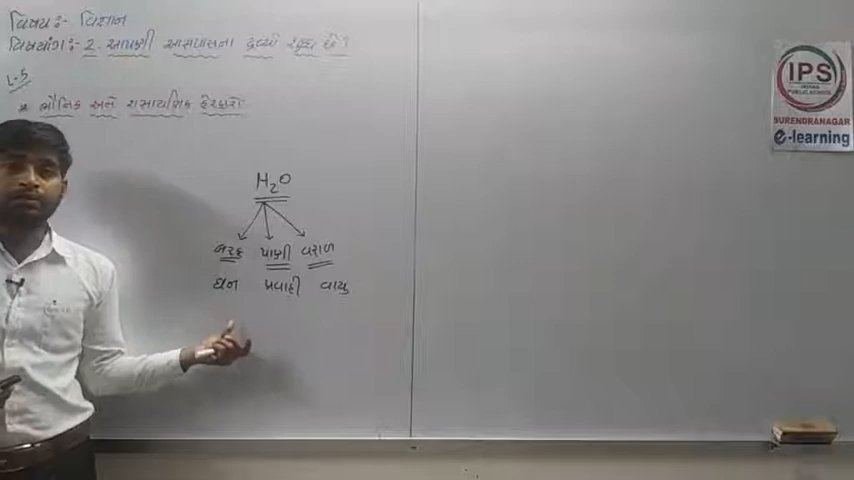 વિષય:- વિજ્ઞાન
વિષયાંગ:- 2. આપણી આસપાસના દ્રવ્યો શુદ્ધ છે ?
L-5
* ભૌતિક અને રાસાયણિક ફેરફારો
H2O
બરફ પાણી વરાળ
ઘન પ્રવાહી વાયુ
IPS
INDIAN PUBLIC SCHOOL
SURENDRANAGAR
e-learning